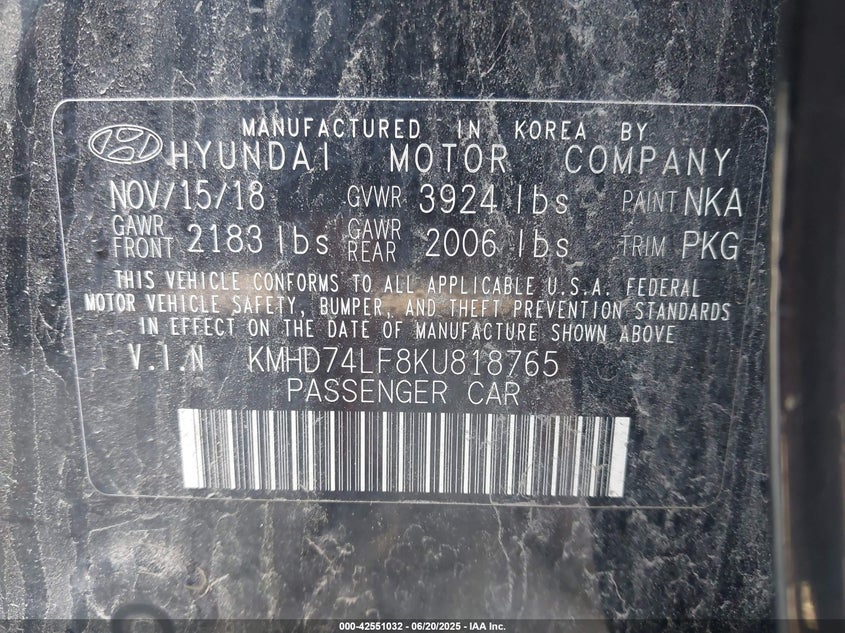 MANUFACTURED IN KOREA BY
HYUNDAI MOTOR COMPANY
NOV/15/18 GVWR 3924 lbs PAINT NKA
GAWR FRONT 2183 lbs GAWR REAR 2006 lbs TRIM PKG
THIS VEHICLE CONFORMS TO ALL APPLICABLE U.S.A. FEDERAL
MOTOR VEHICLE SAFETY, BUMPER, AND THEFT PREVENTION STANDARDS
IN EFFECT ON THE DATE OF MANUFACTURE SHOWN ABOVE
V.I.N KMHD74LF8KU818765
PASSENGER CAR
000-42551032 - 06/20/2025 - IAA Inc.